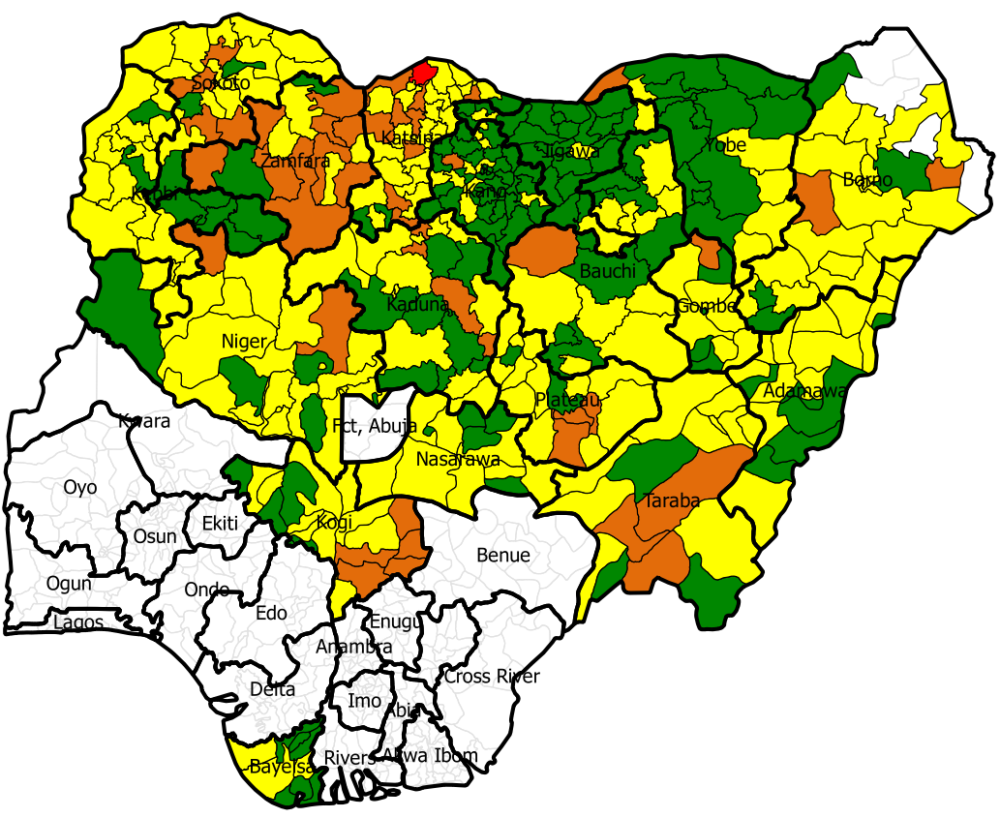 Sokoto
Katsina
Jigawa
Yobe
Zamfara
Borno
Kebbi
Kano
Bauchi
Kaduna
Gombe
Niger
Adamawa
Plateau
Kwara
Fct, Abuja
Nasarawa
Oyo
Taraba
Kogi
Ekiti
Osun
Benue
Ogun
Ondo
Edo
Lagos
Enugu
Anambra
Cross River
Delta
Imo
Abia
Rivers
Akwa Ibom
Bayelsa